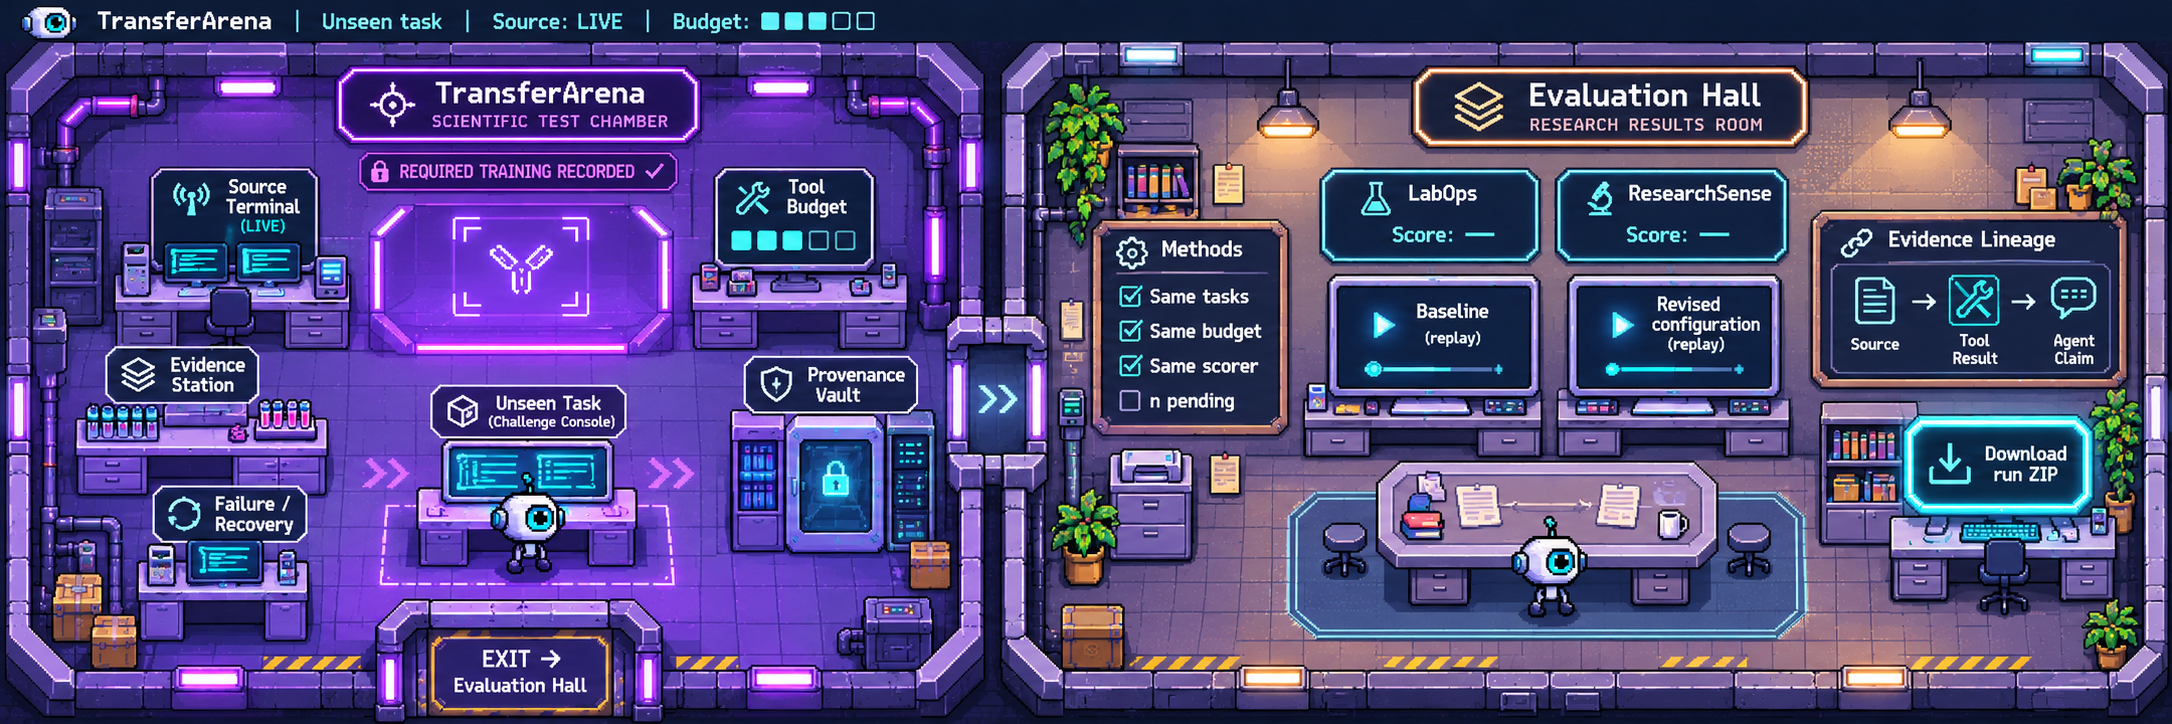 TransferArena | Unseen task | Source: LIVE | Budget:
TransferArena
SCIENTIFIC TEST CHAMBER
REQUIRED TRAINING RECORDED
Source
Terminal
(LIVE)
Tool
Budget
Evidence
Station
Unseen Task
(Challenge Console)
Provenance
Vault
Failure /
Recovery
EXIT →
Evaluation Hall
Evaluation Hall
RESEARCH RESULTS ROOM
Methods
Same tasks
Same budget
Same scorer
n pending
LabOps
Score: —
ResearchSense
Score: —
Baseline
(replay)
Revised
configuration
(replay)
Evidence Lineage
Source
Tool
Result
Agent
Claim
Download
run ZIP